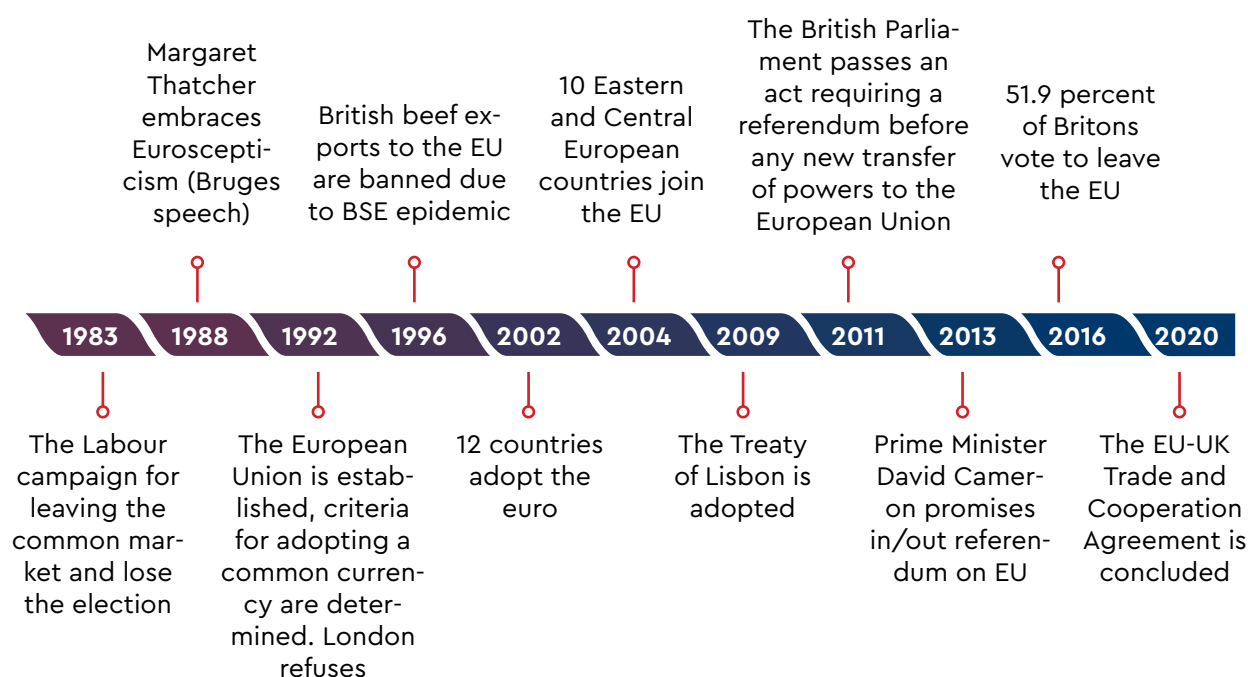 Margaret
Thatcher
embraces
Euroscepti-
cism (Bruges
speech)
British beef ex-
ports to the EU
are banned due
to BSE epidemic
10 Eastern
and Central
European
countries join
the EU
The British Parlia-
ment passes an
act requiring a
referendum before
any new transfer
of powers to the
European Union
51.9 percent
of Britons
vote to leave
the EU
1983
1988
1992
1996
2002
2004
2009
2011
2013
2016
2020
The Labour
campaign for
leaving the
common mar-
ket and lose
the election
The European
Union is estab-
lished, criteria
for adopting a
common curren-
cy are deter-
mined. London
refuses
12 countries
adopt the
euro
The Treaty
of Lisbon is
adopted
Prime Minister
David Camer-
on promises
in/out referen-
dum on EU
The EU-UK
Trade and
Cooperation
Agreement is
concluded